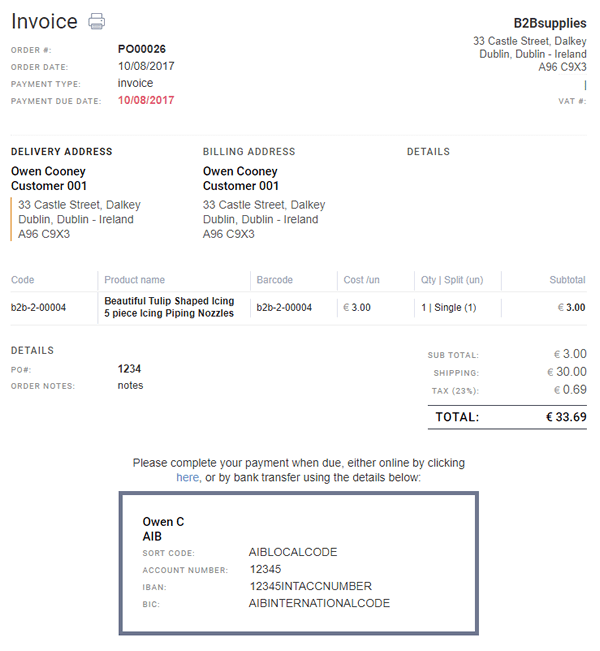 Invoice
ORDER #: PO00026
ORDER DATE: 10/08/2017
PAYMENT TYPE: invoice
PAYMENT DUE DATE: 10/08/2017
B2Bsupplies
33 Castle Street, Dalkey
Dublin, Dublin - Ireland
A96 C9X3
|
VAT #:
DELIVERY ADDRESS
Owen Cooney
Customer 001
33 Castle Street, Dalkey
Dublin, Dublin - Ireland
A96 C9X3
BILLING ADDRESS
Owen Cooney
Customer 001
33 Castle Street, Dalkey
Dublin, Dublin - Ireland
A96 C9X3
DETAILS
Code Product name Barcode Cost /un Qty | Split (un) Subtotal
b2b-2-00004 Beautiful Tulip Shaped Icing 5 piece Icing Piping Nozzles b2b-2-00004 € 3.00 1 | Single (1) € 3.00
DETAILS
PO#: 1234
ORDER NOTES: notes
SUB TOTAL: € 3.00
SHIPPING: € 30.00
TAX (23%): € 0.69
TOTAL: € 33.69
Please complete your payment when due, either online by clicking
here, or by bank transfer using the details below:
Owen C
AIB
SORT CODE: AIBLOCALCODE
ACCOUNT NUMBER: 12345
IBAN: 12345INTACCNUMBER
BIC: AIBINTERNATIONALCODE